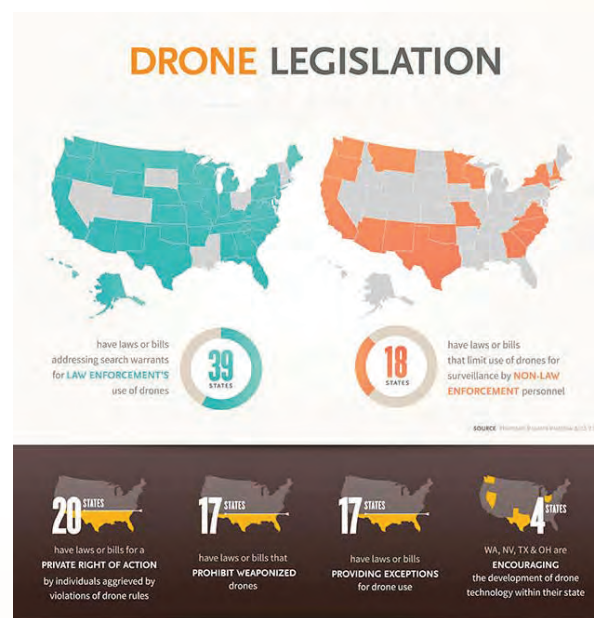 DRONE LEGISLATION
have laws or bills
addressing search warrants
for LAW ENFORCEMENT'S
use of drones
39
STATES
18
STATES
have laws or bills
that limit use of drones for
surveillance by NON-LAW
ENFORCEMENT personnel
SOURCE
20 STATES
have laws or bills for a
PRIVATE RIGHT OF ACTION
by individuals aggrieved by
violations of drone rules
17 STATES
have laws or bills that
PROHIBIT WEAPONIZED
drones
17 STATES
have laws or bills
PROVIDING EXCEPTIONS
for drone use
4 STATES
WA, NV, TX & OH are
ENCOURAGING
the development of drone
technology within their state